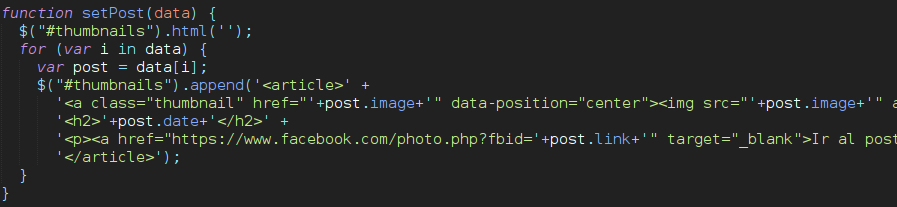 function setPost(data) {
$("#thumbnails").html('');
for (var i in data) {
var post = data[i];
$("#thumbnails").append('<article>' +
'<a class="thumbnail" href="'+post.image+'" data-position="center"><img src="'+post.image+'" a
'<h2>'+post.date+'</h2>' +
'<p><a href="https://www.facebook.com/photo.php?fbid='+post.link+'" target="_blank">Ir al post
'</article>');
}
}